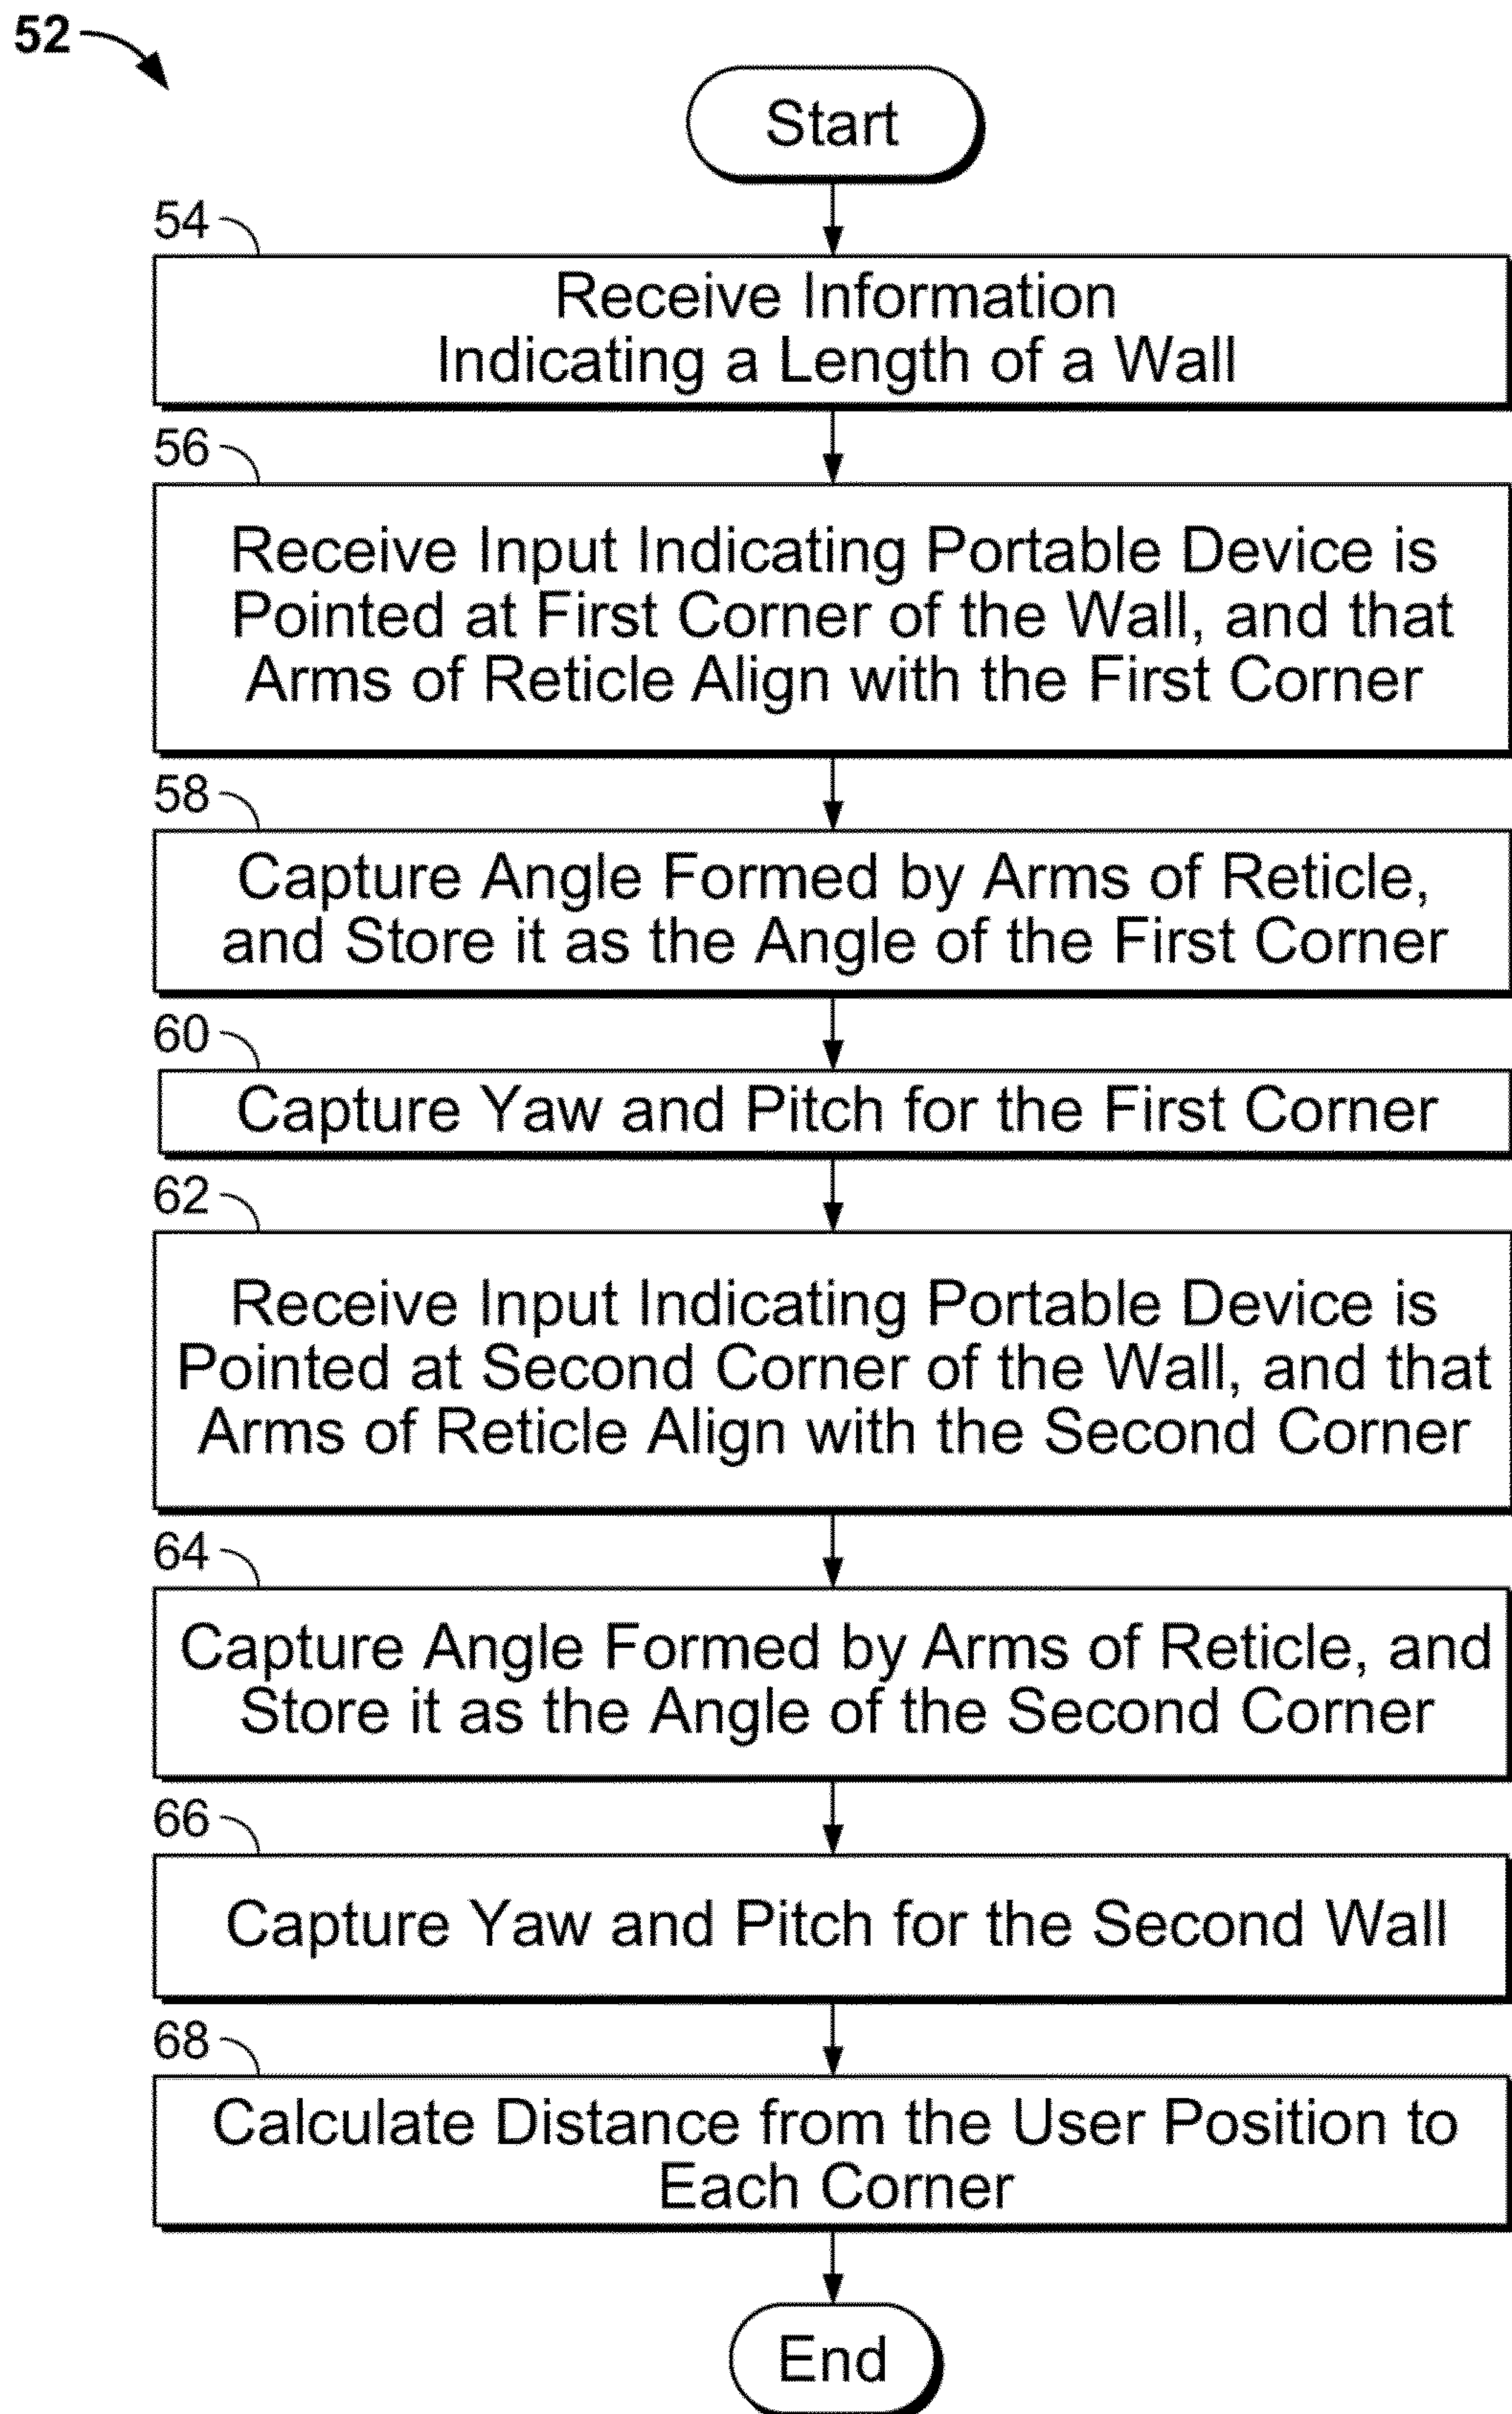 52
Start
54
Receive Information
Indicating a Length of a Wall
56
Receive Input Indicating Portable Device is
Pointed at First Corner of the Wall, and that
Arms of Reticle Align with the First Corner
58
Capture Angle Formed by Arms of Reticle,
and Store it as the Angle of the First Corner
60
Capture Yaw and Pitch for the First Corner
62
Receive Input Indicating Portable Device is
Pointed at Second Corner of the Wall, and that
Arms of Reticle Align with the Second Corner
64
Capture Angle Formed by Arms of Reticle, and
Store it as the Angle of the Second Corner
66
Capture Yaw and Pitch for the Second Wall
68
Calculate Distance from the User Position to
Each Corner
End